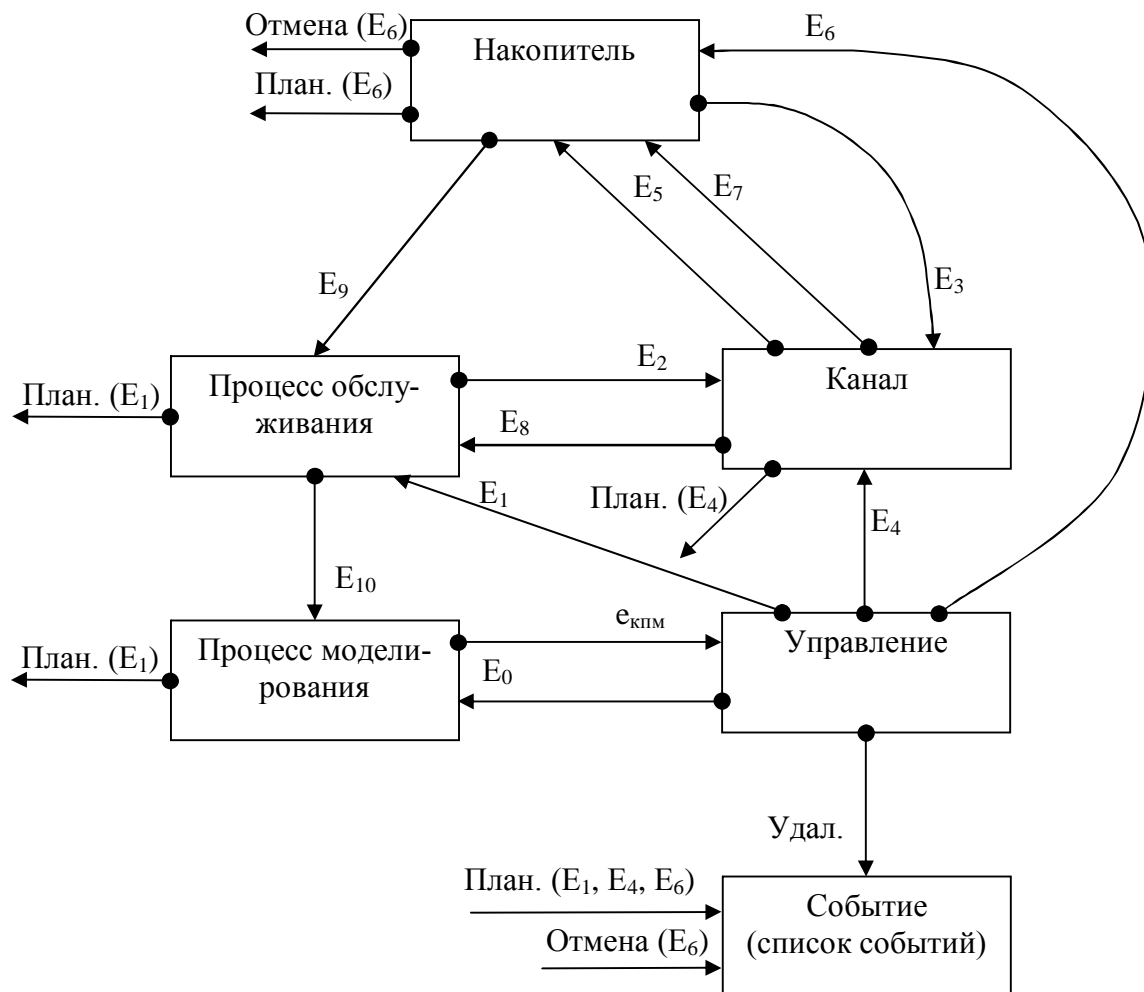 Отмена (E₆)
Накопитель
E₆
План. (E₆)
E₅
E₇
E₉
E₃
План. (E₁)
Процесс обслу-
живания
E₂
Канал
E₈
E₁
План. (E₄)
E₄
E₁₀
План. (E₁)
Процесс модели-
рования
eкпм
Управление
E₀
Удал.
План. (E₁, E₄, E₆)
Событие
(список событий)
Отмена (E₆)